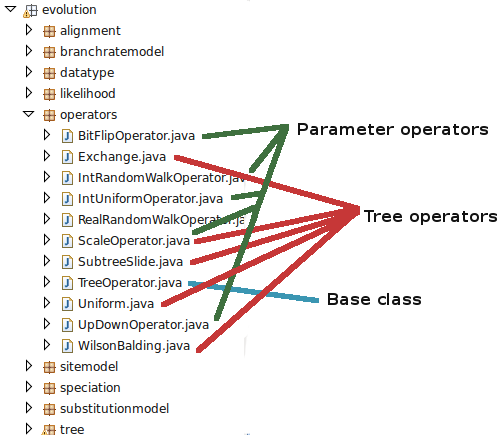 evolution
alignment
branchratemodel
datatype
likelihood
operators
BitFlipOperator.java
Parameter operators
Exchange.java
IntRandomWalkOperator.jav
IntUniformOperator.java
Tree operators
RealRandomWalkOperator.ja
ScaleOperator.java
SubtreeSlide.java
TreeOperator.java
Base class
Uniform.java
UpDownOperator.java
WilsonBalding.java
sitemodel
speciation
substitutionmodel
tree